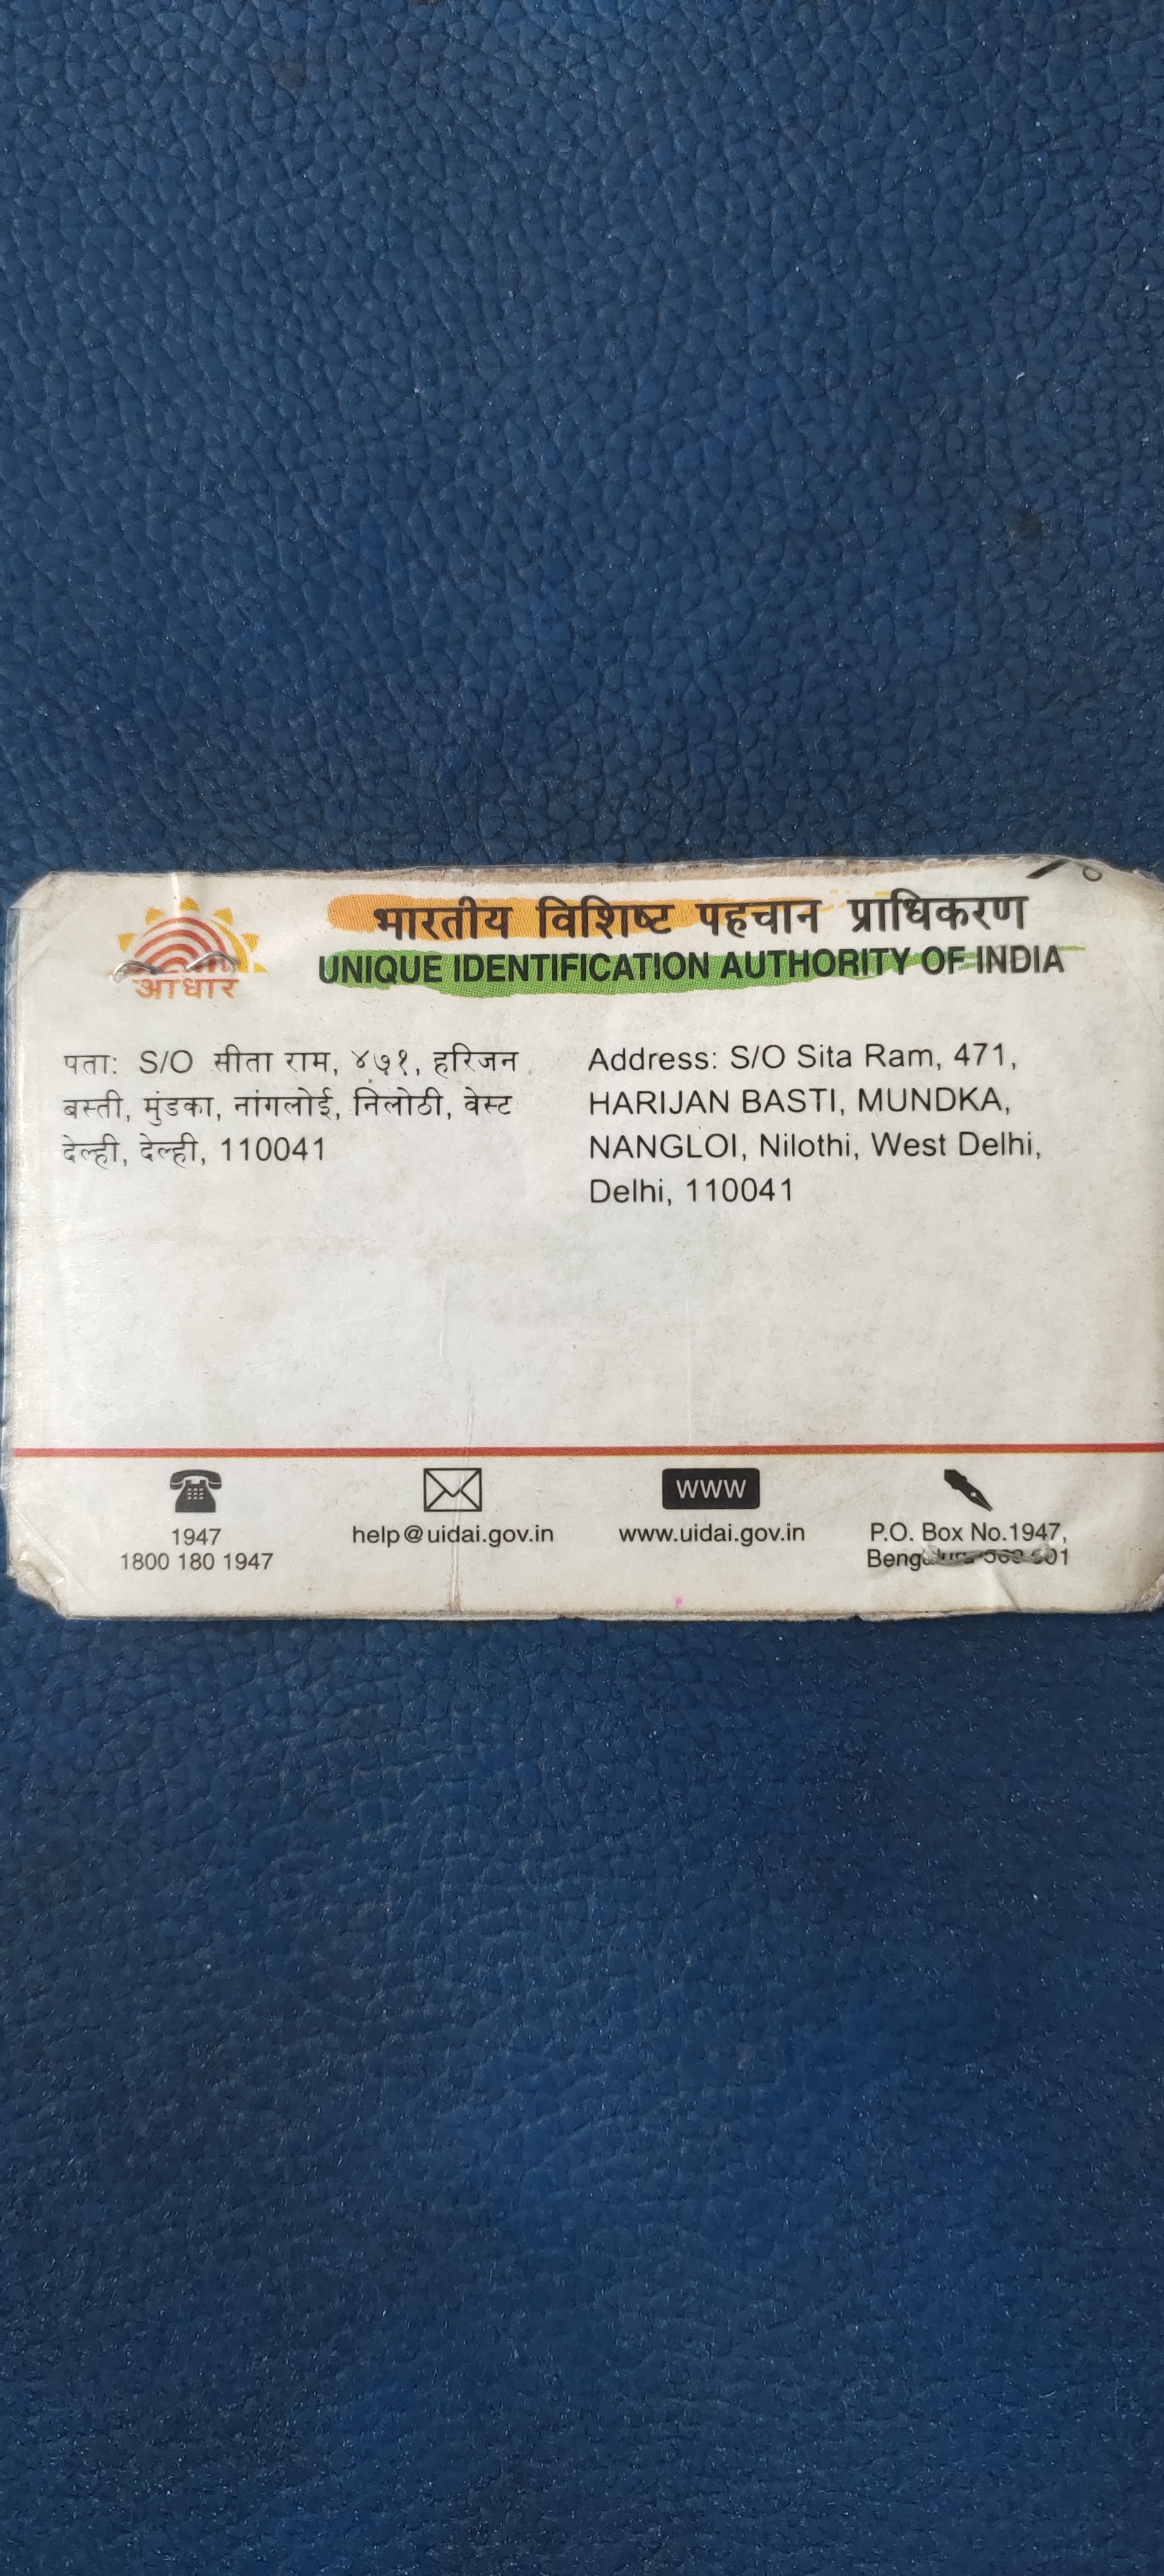 भारतीय विशिष्ट पहचान प्राधिकरण
UNIQUE IDENTIFICATION AUTHORITY OF INDIA
आधार
पता: S/O सीता राम, ४७१, हरिजन
बस्ती, मुंडका, नांगलोई, निलोठी, वेस्ट
देल्ही, देल्ही, 110041
Address: S/O Sita Ram, 471,
HARIJAN BASTI, MUNDKA,
NANGLOI, Nilothi, West Delhi,
Delhi, 110041
1947
1800 180 1947
help@uidai.gov.in
www
www.uidai.gov.in
P.O. Box No.1947,